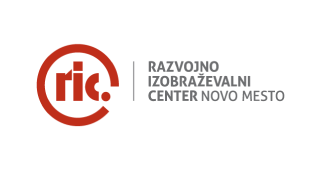 ric.
RAZVOJNO
IZOBRAŽEVALNI
CENTER NOVO MESTO